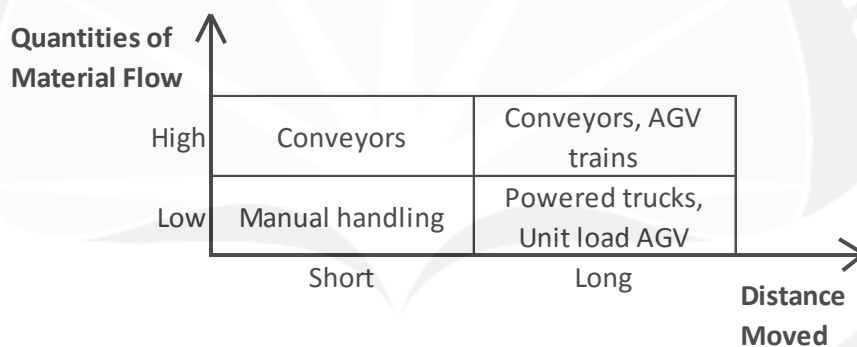 Quantities of
Material Flow
High
Conveyors
Conveyors, AGV
trains
Low
Manual handling
Powered trucks,
Unit load AGV
Short
Long
Distance
Moved